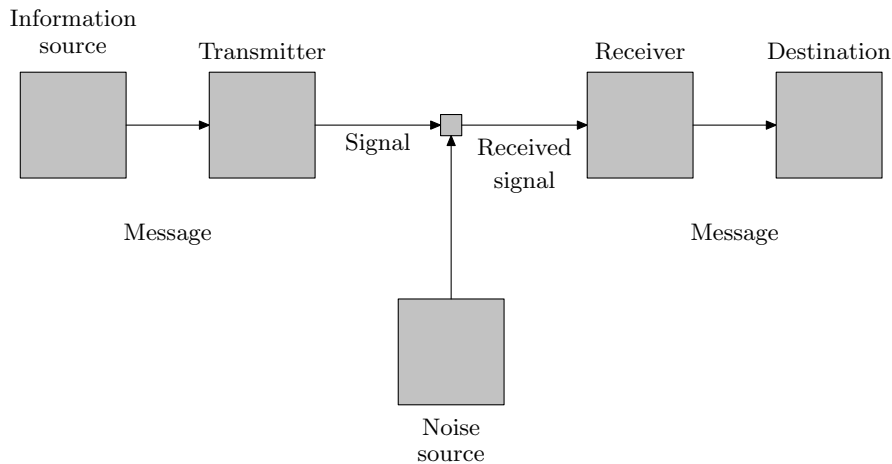 Information
source
Transmitter
Receiver
Destination
Signal
Received
signal
Message
Message
Noise
source